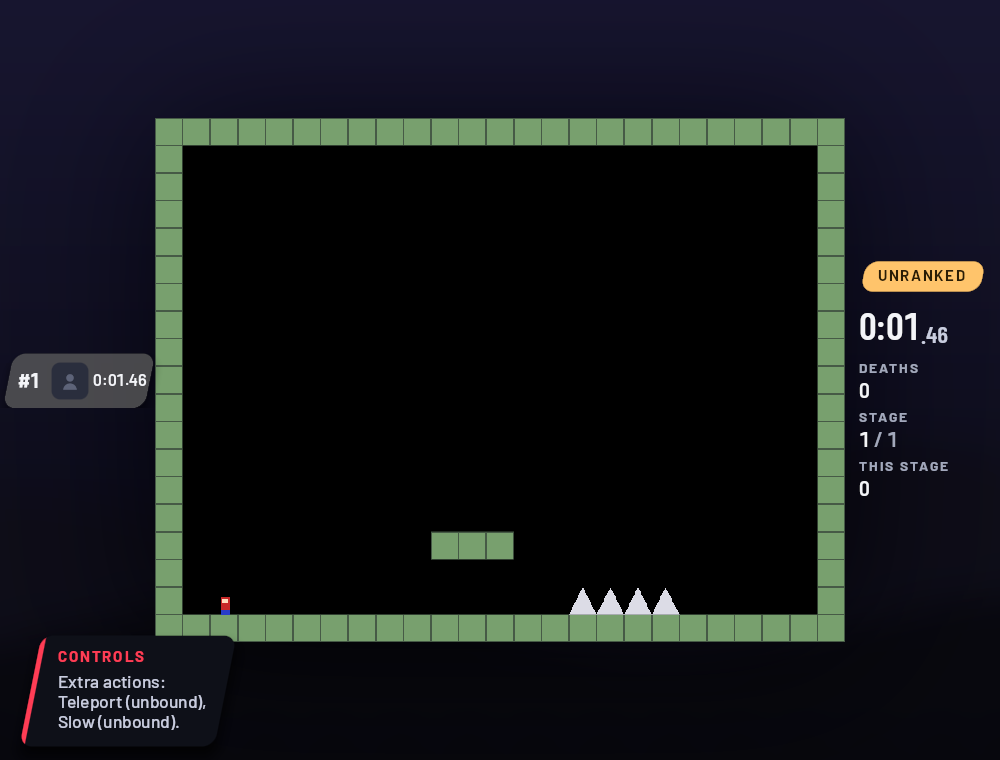 UNRANKED
0:01.46
DEATHS
0
STAGE
1 / 1
THIS STAGE
0
#1 0:01.46
CONTROLS
Extra actions:
Teleport (unbound),
Slow (unbound).